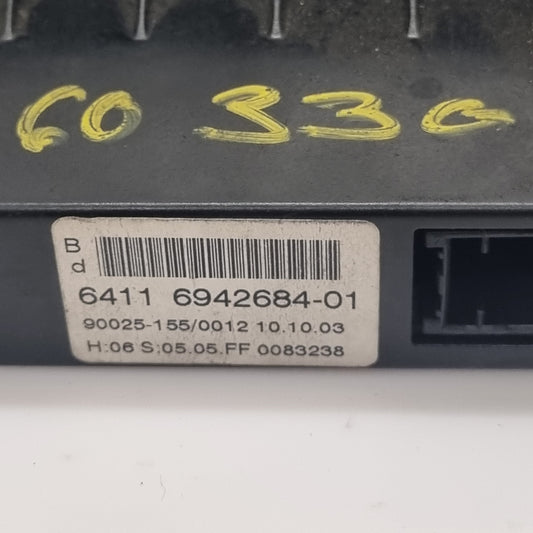 60 330
B
d
6411 6942684-01
90025-155/0012 10.10.03
H:06 S:05.05.FF 0083238